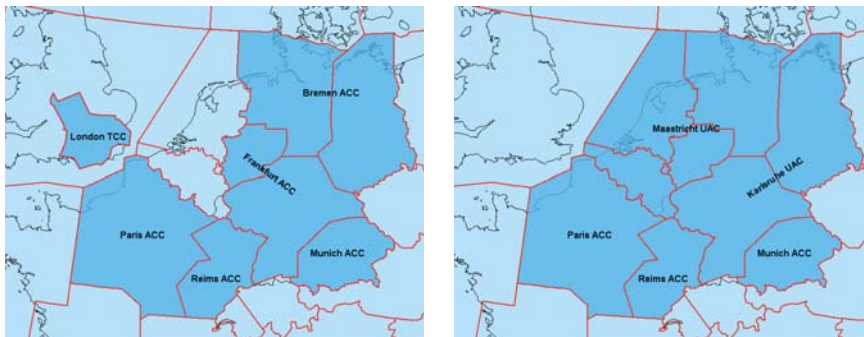 Bremen ACC
London TCC
Frankfurt ACC
Paris ACC
Munich ACC
Reims ACC
Maastricht UAC
Karlsruhe UAC
Paris ACC
Munich ACC
Reims ACC